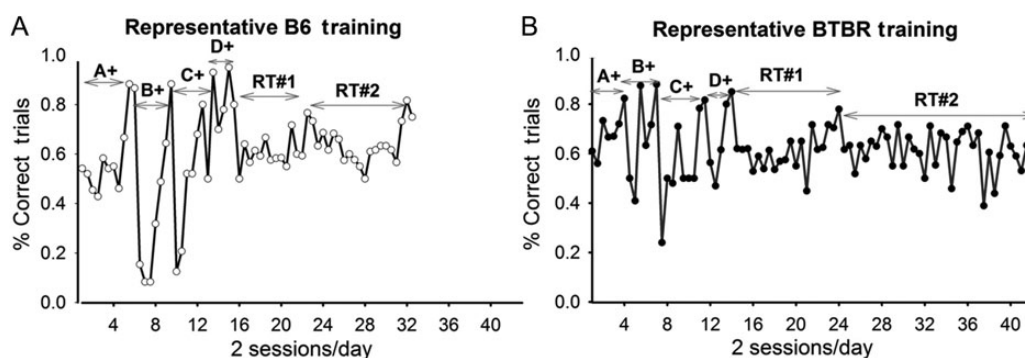 A
Representative B6 training
% Correct trials
1.0
0.8
0.6
0.4
0.2
0.0
A+
B+
C+
D+
RT#1
RT#2
4 8 12 16 20 24 28 32 36 40
2 sessions/day
B
Representative BTBR training
% Correct trials
1.0
0.8
0.6
0.4
0.2
0.0
A+
B+
C+
D+
RT#1
RT#2
4 8 12 16 20 24 28 32 36 40
2 sessions/day